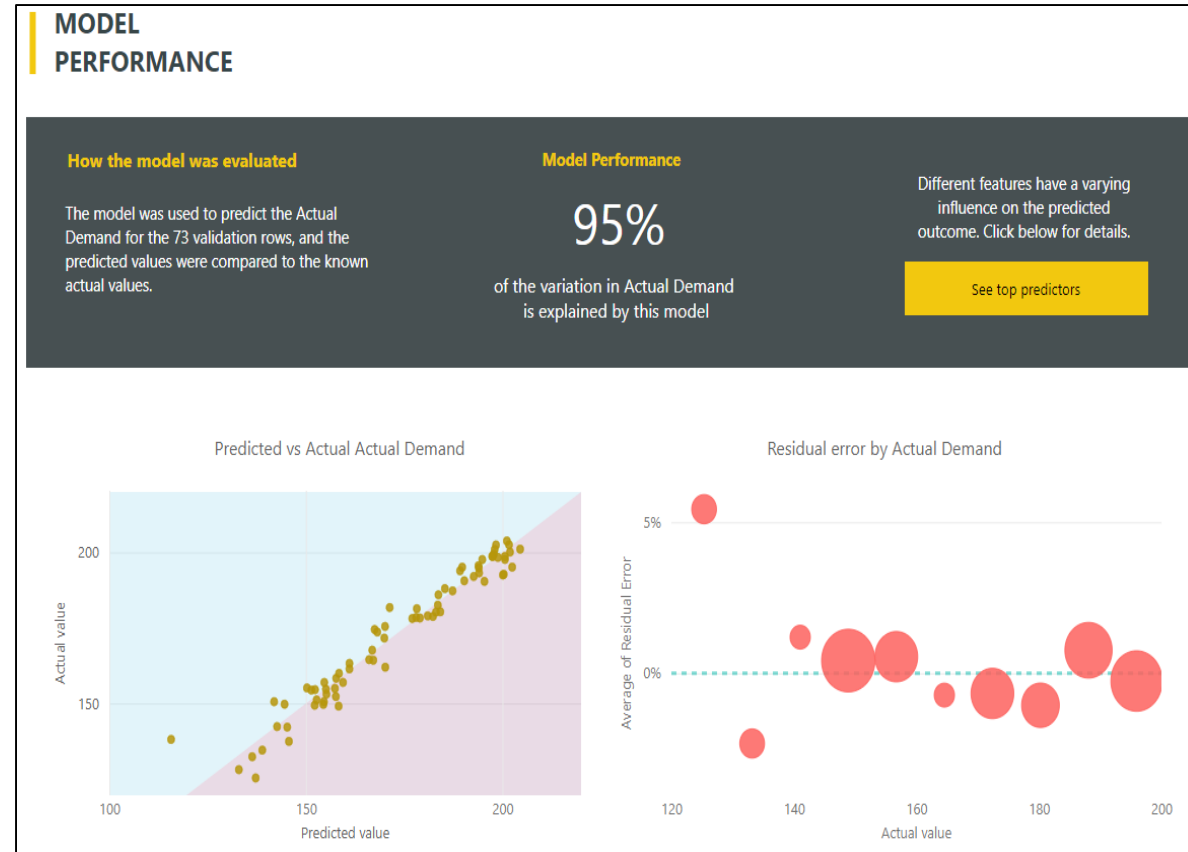 MODEL
PERFORMANCE
How the model was evaluated
The model was used to predict the Actual
Demand for the 73 validation rows, and the
predicted values were compared to the known
actual values.
Model Performance
95%
of the variation in Actual Demand
is explained by this model
Different features have a varying
influence on the predicted
outcome. Click below for details.
See top predictors
Predicted vs Actual Actual Demand
Actual value
200
150
100
150
200
Predicted value
Residual error by Actual Demand
Average of Residual Error
5%
0%
120
140
160
180
200
Actual value